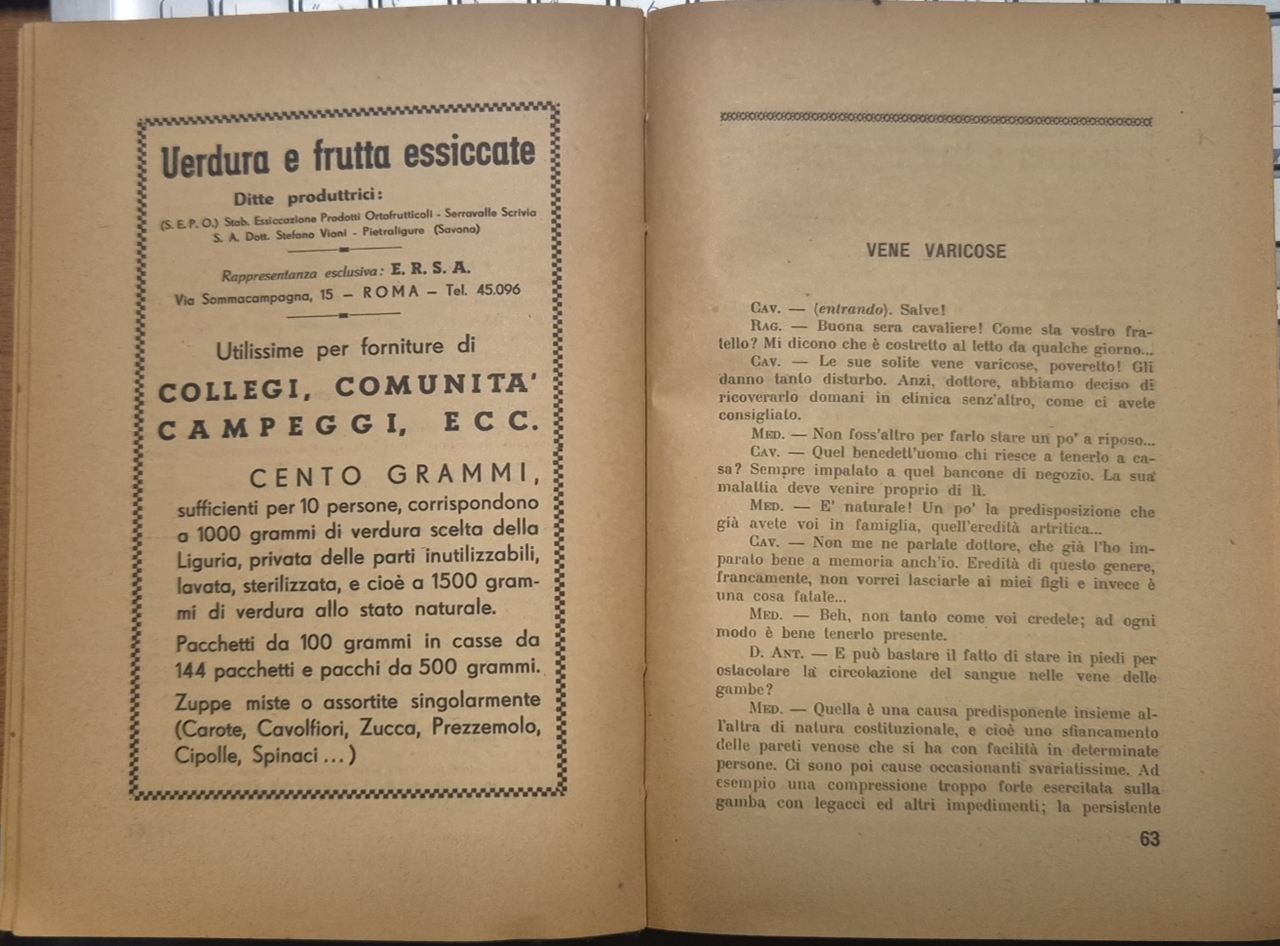 Verdura e frutta essiccate
Ditte produttrici:
(S. E. P. O.) Stab. Essiccazione Prodotti Ortofrutticoli - Serravalle Scrivia
S. A. Dott. Stefano Viani - Pietraligure (Savona)
Rappresentanza esclusiva: E. R. S. A.
Via Sommacampagna, 15 — ROMA — Tel. 45.096
Utilissime per forniture di
COLLEGI, COMUNITA'
CAMPEGGI, ECC.
CENTO GRAMMI,
sufficienti per 10 persone, corrispondono
a 1000 grammi di verdura scelta della
Liguria, privata delle parti inutilizzabili,
lavata, sterilizzata, e cioè a 1500 gram-
mi di verdura allo stato naturale.
Pacchetti da 100 grammi in casse da
144 pacchetti e pacchi da 500 grammi.
Zuppe miste o assortite singolarmente
(Carote, Cavolfiori, Zucca, Prezzemolo,
Cipolle, Spinaci...)
VENE VARICOSE
CAV. — (entrando). Salve!
RAG. — Buona sera cavaliere! Come sta vostro fra-
tello? Mi dicono che è costretto al letto da qualche giorno...
CAV. — Le sue solite vene varicose, poveretto! Gli
danno tanto disturbo. Anzi, dottore, abbiamo deciso di
ricoverarlo domani in clinica senz'altro, come ci avete
consigliato.
MED. — Non foss'altro per farlo stare un po' a riposo...
CAV. — Quel benedett'uomo chi riesce a tenerlo a ca-
sa? Sempre impalato a quel bancone di negozio. La sua
malattia deve venire proprio di lì.
MED. — E' naturale! Un po' la predisposizione che
già avete voi in famiglia, quell'eredità artritica...
CAV. — Non me ne parlate dottore, che già l'ho im-
parato bene a memoria anch'io. Eredità di questo genere,
francamente, non vorrei lasciarle ai miei figli e invece è
una cosa fatale...
MED. — Beh, non tanto come voi credete; ad ogni
modo è bene tenerlo presente.
D. ANT. — E può bastare il fatto di stare in piedi per
ostacolare la circolazione del sangue nelle vene delle
gambe?
MED. — Quella è una causa predisponente insieme al-
l'altra di natura costituzionale, e cioè uno sfiancamento
delle pareti venose che si ha con facilità in determinate
persone. Ci sono poi cause occasionanti svariatissime. Ad
esempio una compressione troppo forte esercitata sulla
gamba con legacci ed altri impedimenti; la persistente
63